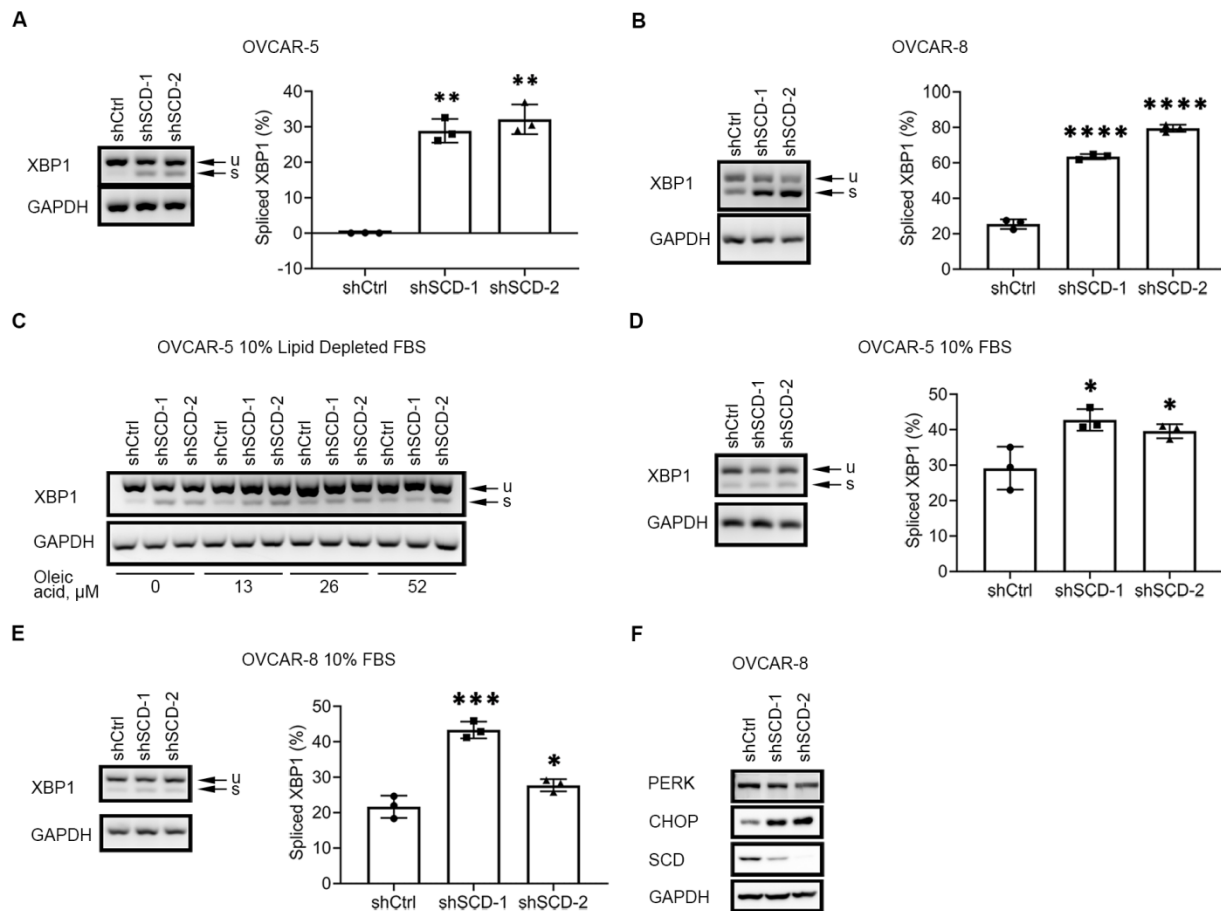 A
OVCAR-5
shCtrl
shSCD-1
shSCD-2
XBP1
u
s
GAPDH
Spliced XBP1 (%)
40
30
20
10
0
-10
**
**
shCtrl shSCD-1 shSCD-2
B
OVCAR-8
shCtrl
shSCD-1
shSCD-2
XBP1
u
s
GAPDH
Spliced XBP1 (%)
100
80
60
40
20
0
****
****
shCtrl shSCD-1 shSCD-2
C
OVCAR-5 10% Lipid Depleted FBS
shCtrl
shSCD-1
shSCD-2
shCtrl
shSCD-1
shSCD-2
shCtrl
shSCD-1
shSCD-2
shCtrl
shSCD-1
shSCD-2
XBP1
u
s
GAPDH
Oleic
acid, µM
0 13 26 52
D
OVCAR-5 10% FBS
shCtrl
shSCD-1
shSCD-2
XBP1
u
s
GAPDH
Spliced XBP1 (%)
50
40
30
20
10
0
*
*
shCtrl shSCD-1 shSCD-2
E
OVCAR-8 10% FBS
shCtrl
shSCD-1
shSCD-2
XBP1
u
s
GAPDH
Spliced XBP1 (%)
50
40
30
20
10
0
***
*
shCtrl shSCD-1 shSCD-2
F
OVCAR-8
shCtrl
shSCD-1
shSCD-2
PERK
CHOP
SCD
GAPDH